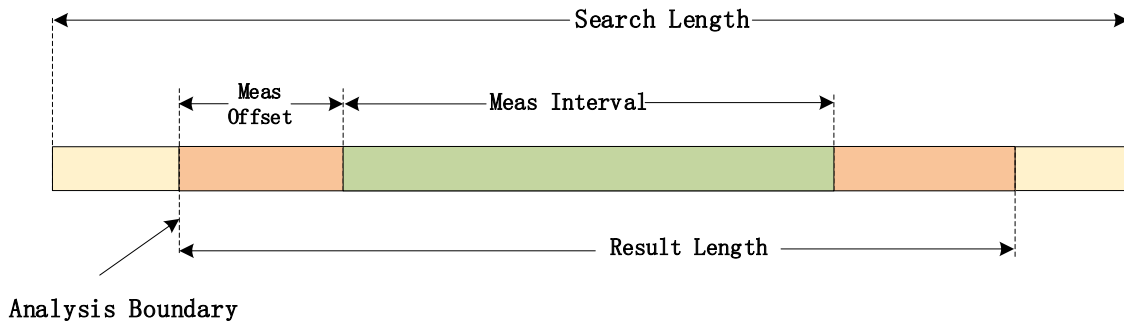 Search Length
Meas
Offset
Meas Interval
Result Length
Analysis Boundary